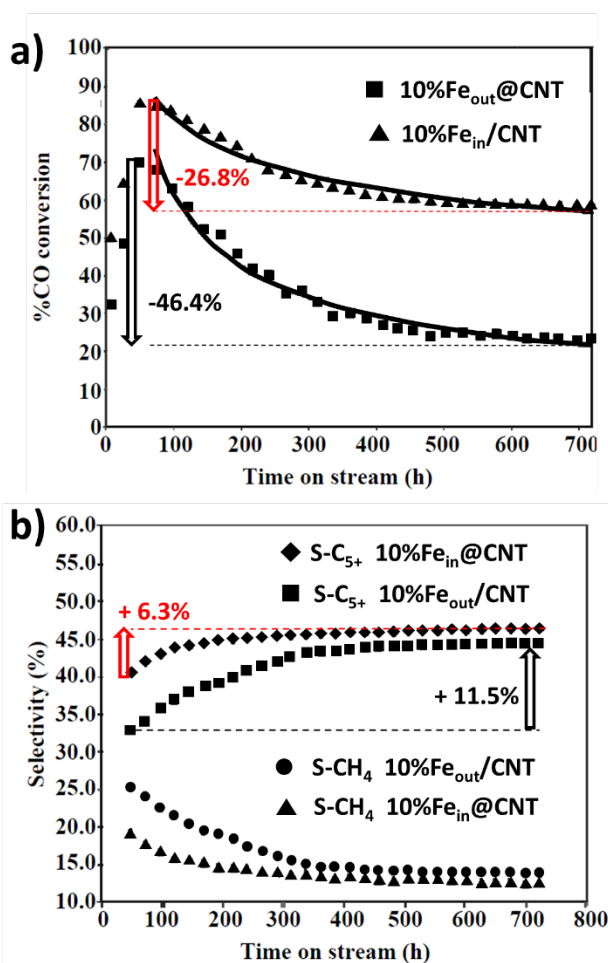 a)
100
90
80
70
60
50
40
30
20
10
0
%CO conversion
10%Feout@CNT
10%Fein/CNT
-26.8%
-46.4%
100 200 300 400 500 600 700
Time on stream (h)
b)
60.0
55.0
50.0
45.0
40.0
35.0
30.0
25.0
20.0
15.0
10.0
Selectivity (%)
S-C5+ 10%Fein@CNT
S-C5+ 10%Feout/CNT
+ 6.3%
+ 11.5%
S-CH4 10%Feout/CNT
S-CH4 10%Fein@CNT
0 100 200 300 400 500 600 700 800
Time on stream (h)